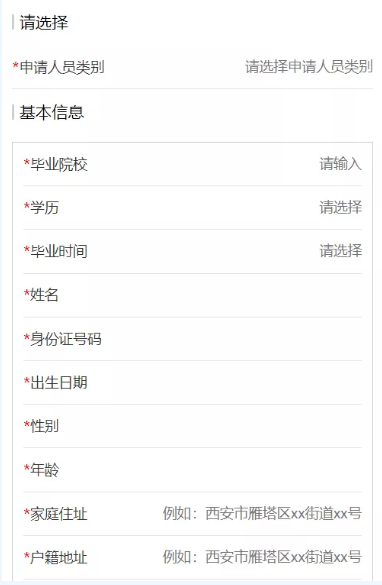 请选择
*申请人员类别 请选择申请人员类别
基本信息
*毕业院校 请输入
*学历 请选择
*毕业时间 请选择
*姓名
*身份证号码
*出生日期
*性别
*年龄
*家庭住址 例如：西安市雁塔区xx街道xx号
*户籍地址 例如：西安市雁塔区xx街道xx号